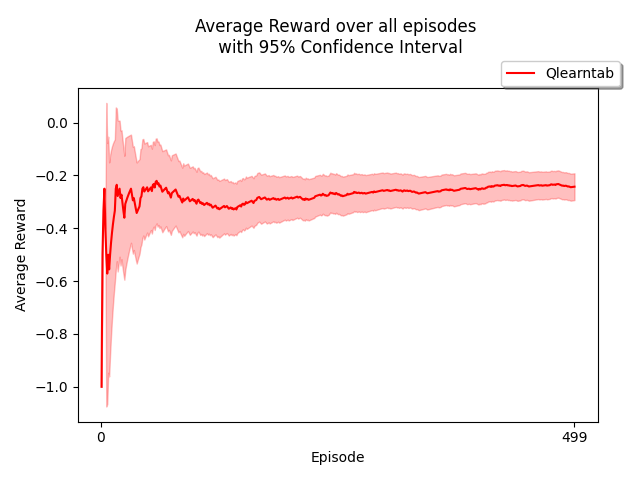 Average Reward over all episodes
with 95% Confidence Interval
Qlearntab
0.0
−0.2
−0.4
−0.6
−0.8
−1.0
Average Reward
0
499
Episode